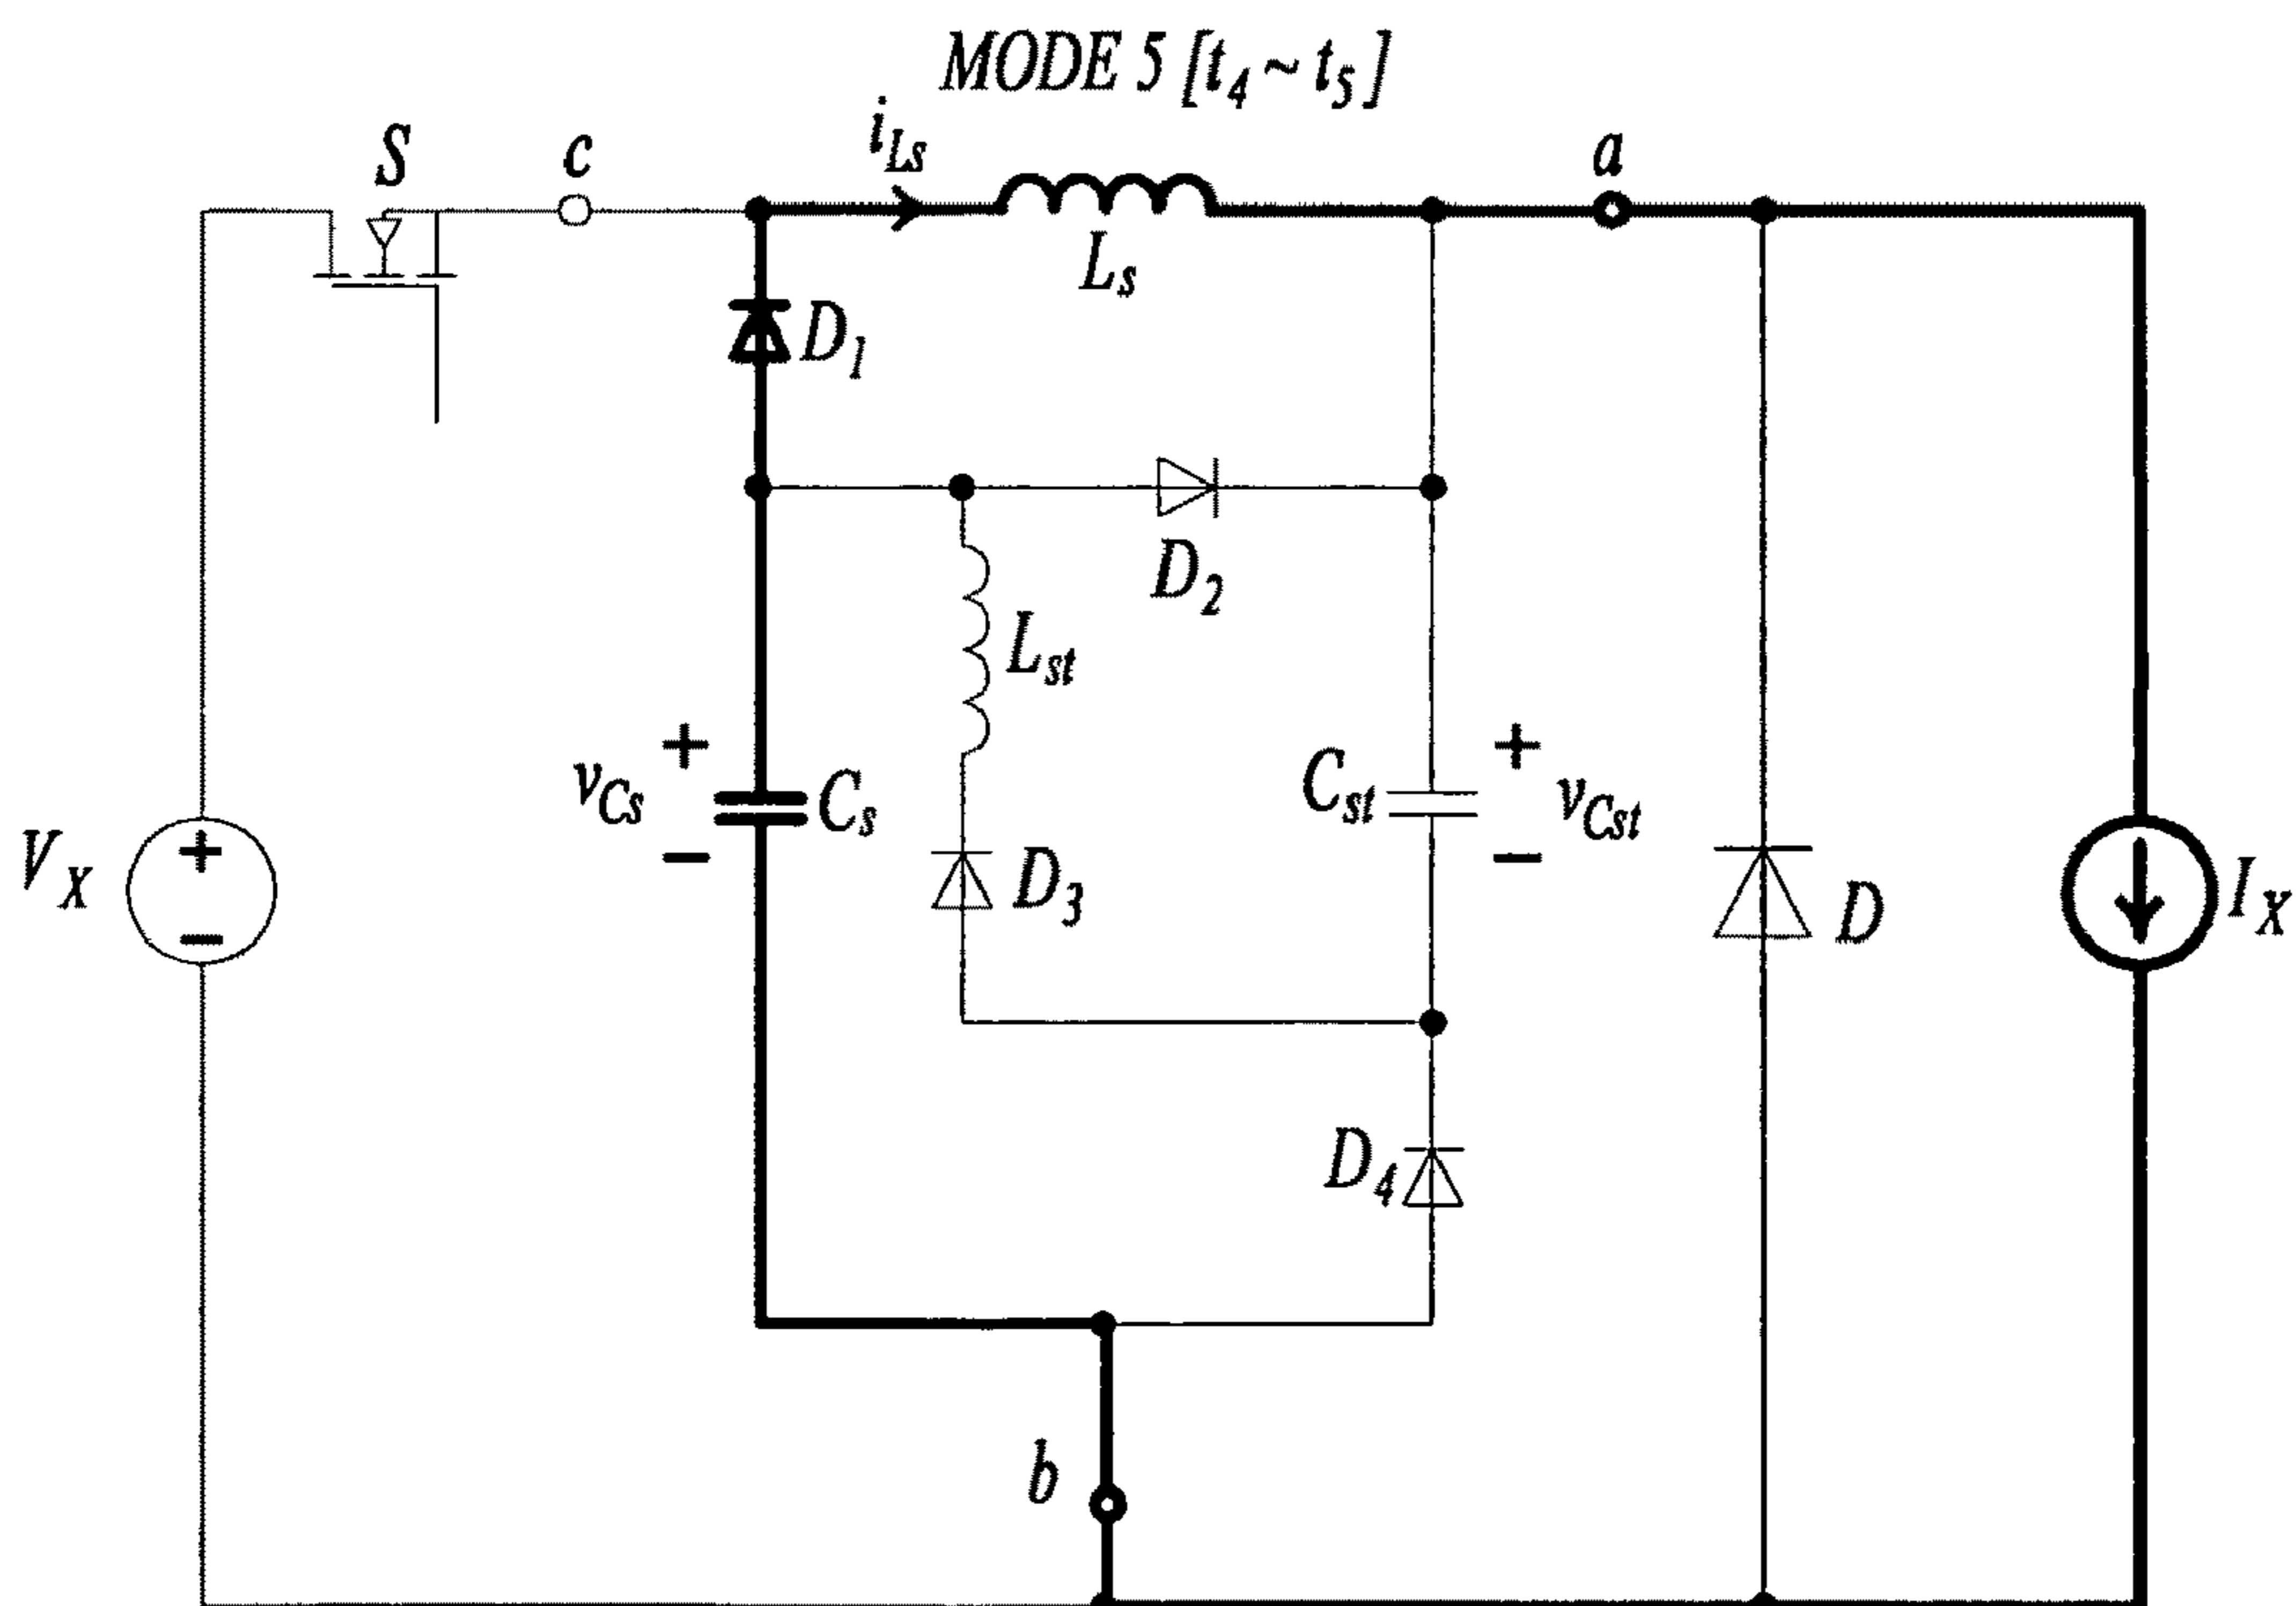 MODE 5 [t4 ~ t5]
S
c
iLs
a
Ls
D1
D2
Lst
+
vCs
−
Cs
Cst
+
vCst
−
VX
+
−
D3
D
IX
D4
b